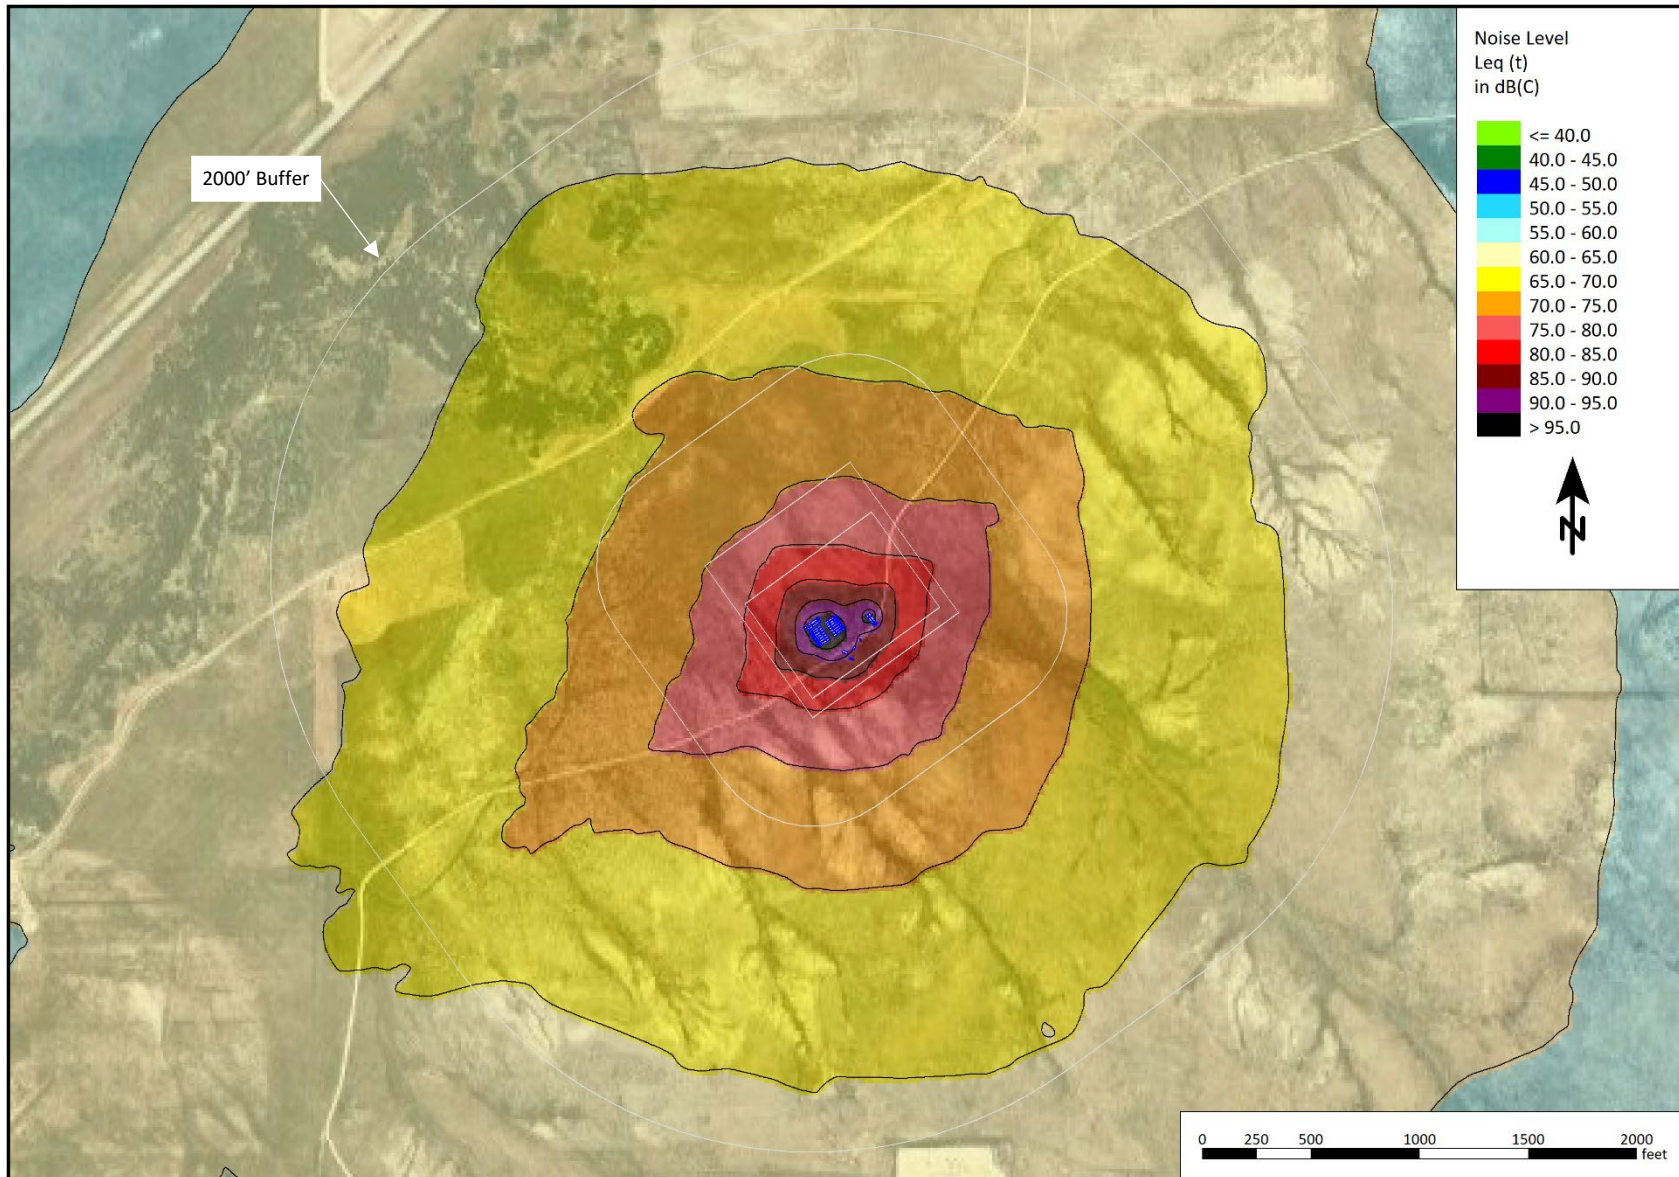 2000’ Buffer
Noise Level
Leq (t)
in dB(C)
<= 40.0
40.0 - 45.0
45.0 - 50.0
50.0 - 55.0
55.0 - 60.0
60.0 - 65.0
65.0 - 70.0
70.0 - 75.0
75.0 - 80.0
80.0 - 85.0
85.0 - 90.0
90.0 - 95.0
> 95.0
N
0 250 500 1000 1500 2000
feet